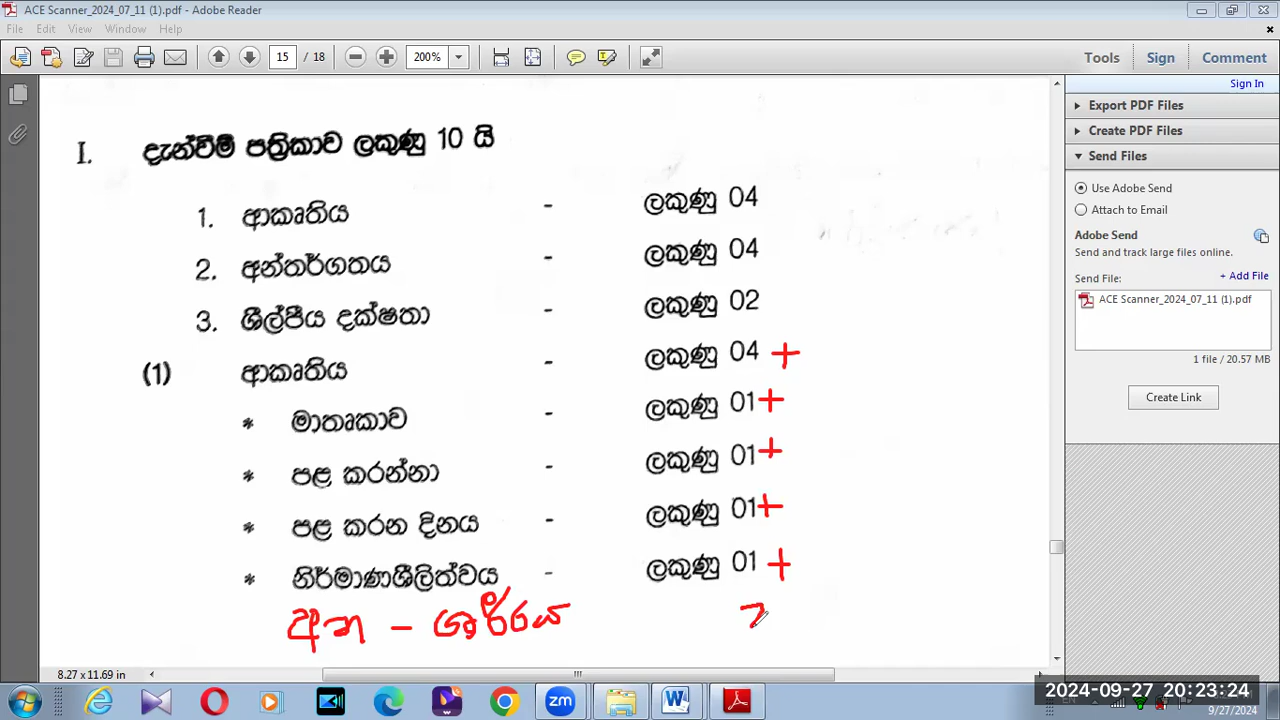 ACE Scanner_2024_07_11 (1).pdf - Adobe Reader
File Edit View Window Help
15 / 18 200% Tools Sign Comment
Sign In
Export PDF Files
Create PDF Files
Send Files
Use Adobe Send
Attach to Email
Adobe Send
Send and track large files online.
Send File: + Add File
ACE Scanner_2024_07_11 (1).pdf
1 file / 20.57 MB
Create Link
I. දැන්වීම් පත්‍රිකාව ලකුණු 10 යි
1. ආකෘතිය - ලකුණු 04
2. අන්තර්ගතය - ලකුණු 04
3. ශිල්පීය දක්ෂතා - ලකුණු 02
(1) ආකෘතිය - ලකුණු 04 +
* මාතෘකාව - ලකුණු 01 +
* පළ කරන්නා - ලකුණු 01 +
* පළ කරන දිනය - ලකුණු 01 +
* නිර්මාණශීලිත්වය - ලකුණු 01 +
8.27 x 11.69 in
2024-09-27 20:23:24
9/27/2024